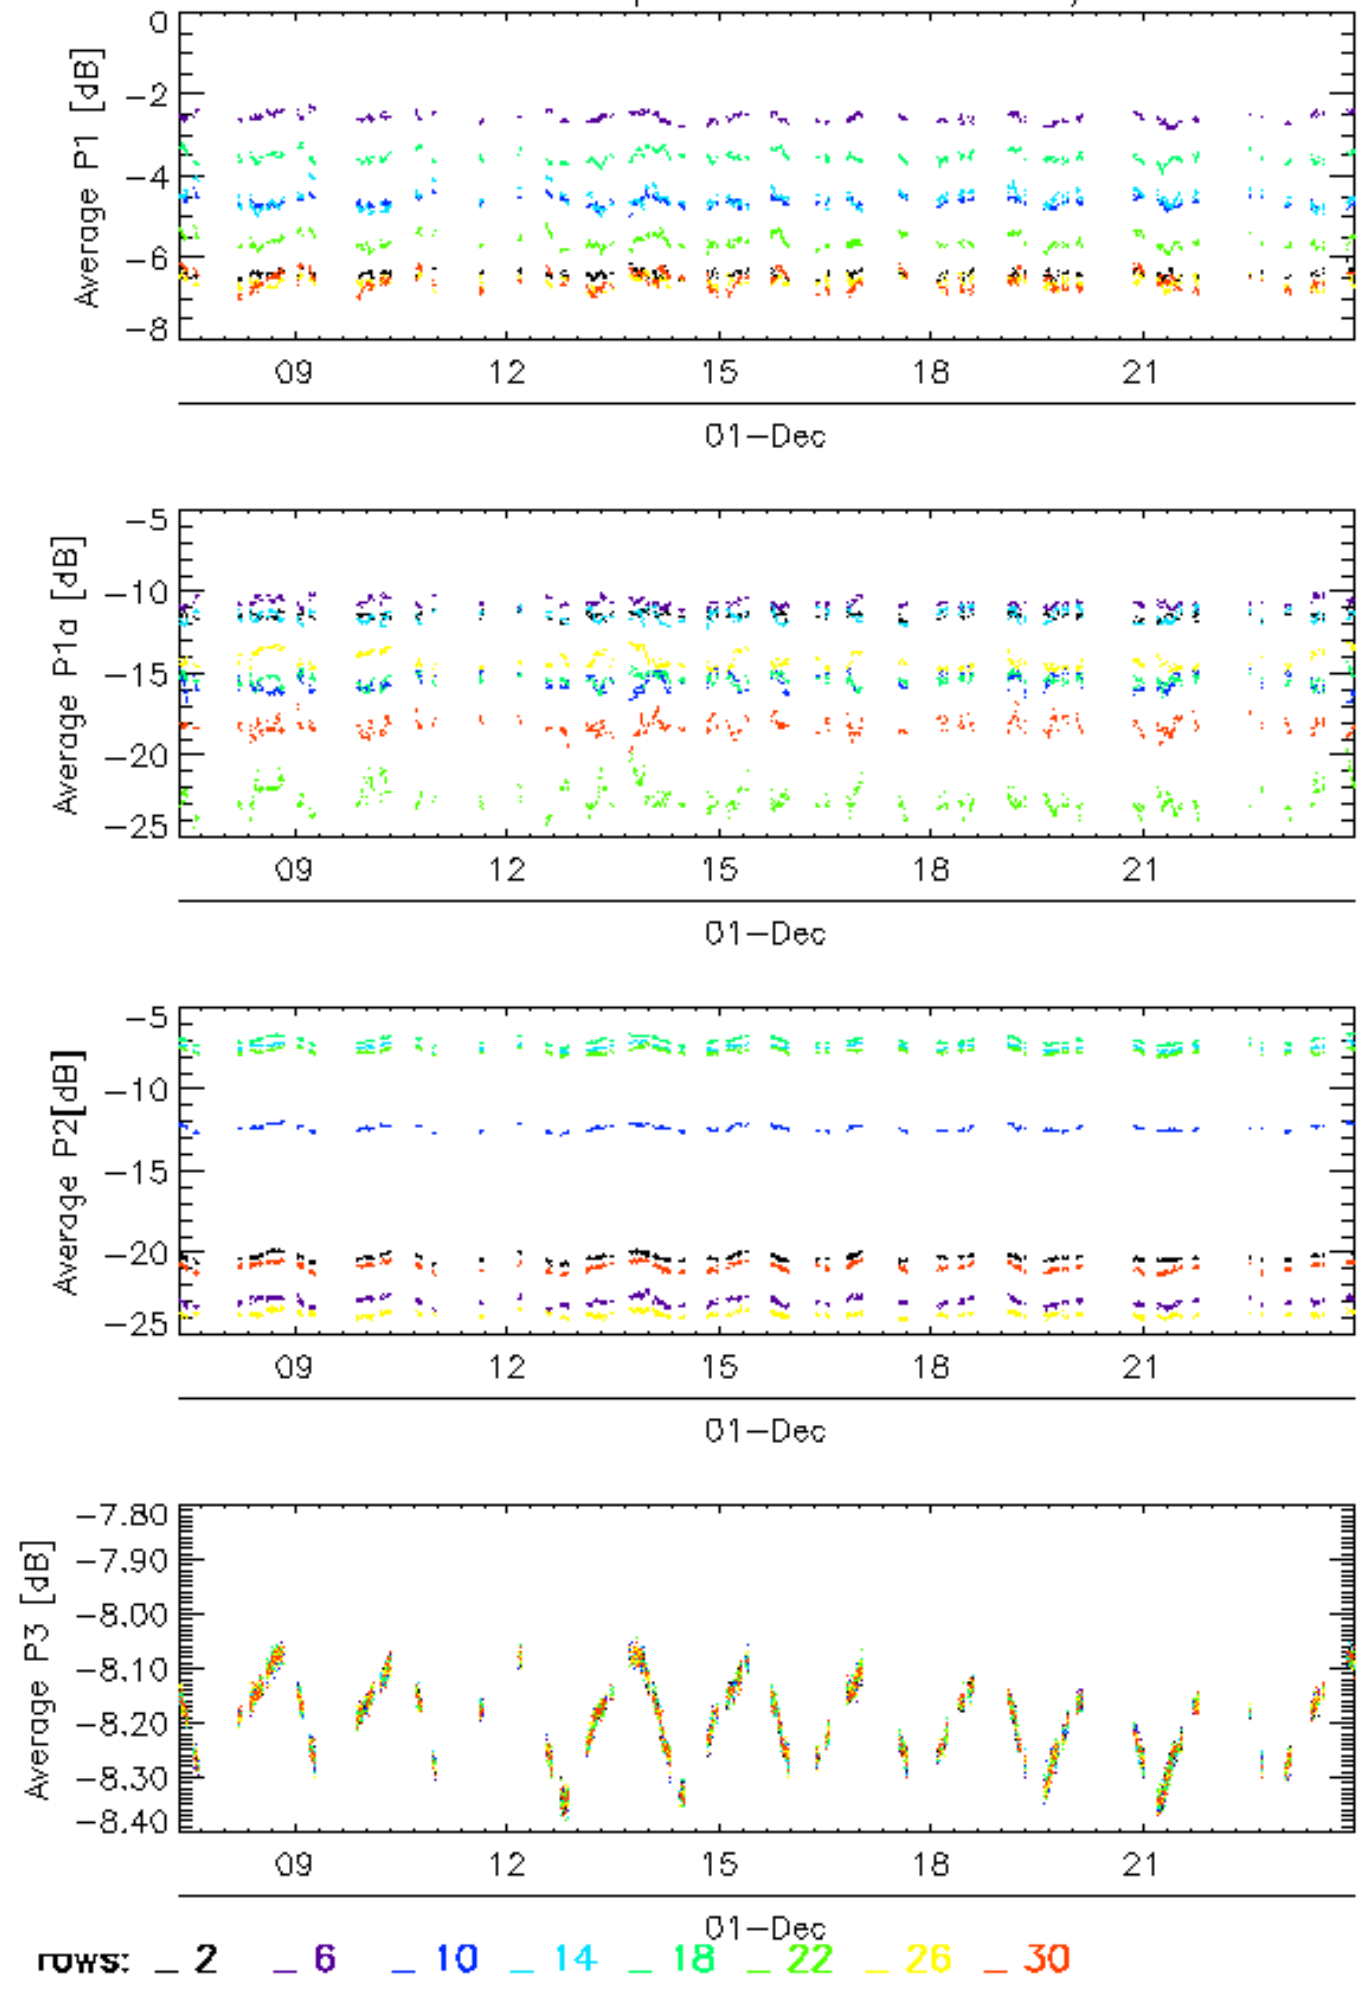 0
−2
−4
−6
−8
Average P1 [dB]
09 12 15 18 21
01−Dec
−5
−10
−15
−20
−25
Average P1a [dB]
09 12 15 18 21
01−Dec
−5
−10
−15
−20
−25
Average P2[dB]
09 12 15 18 21
01−Dec
−7.80
−7.90
−8.00
−8.10
−8.20
−8.30
−8.40
Average P3 [dB]
09 12 15 18 21
01−Dec
rows: _ 2 _ 6 _ 10 _ 14 _ 18 _ 22 _ 26 _ 30